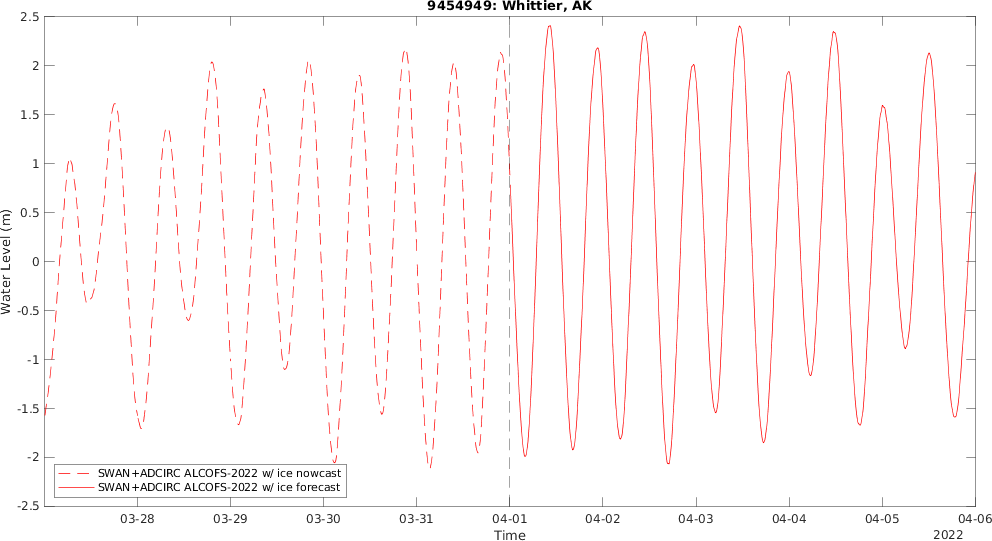 9454949: Whittier, AK
2.5
2
1.5
1
0.5
0
-0.5
-1
-1.5
-2
-2.5
Water Level (m)
SWAN+ADCIRC ALCOFS-2022 w/ ice nowcast
SWAN+ADCIRC ALCOFS-2022 w/ ice forecast
03-28 03-29 03-30 03-31 04-01 04-02 04-03 04-04 04-05 04-06
Time
2022